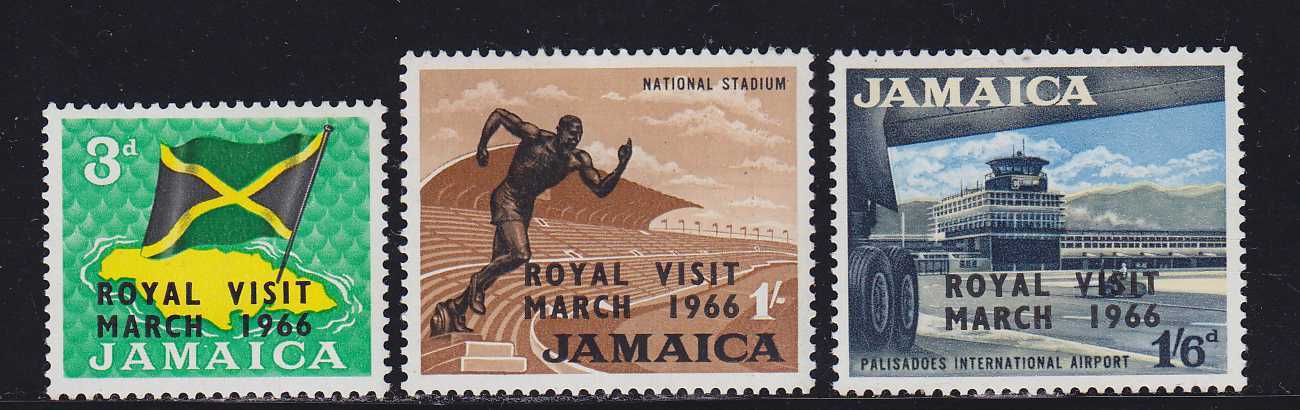 3d
ROYAL VISIT
MARCH 1966
JAMAICA
NATIONAL STADIUM
ROYAL VISIT
MARCH 1966 1/-
JAMAICA
JAMAICA
ROYAL VISIT
MARCH 1966
PALISADOES INTERNATIONAL AIRPORT 1/6d